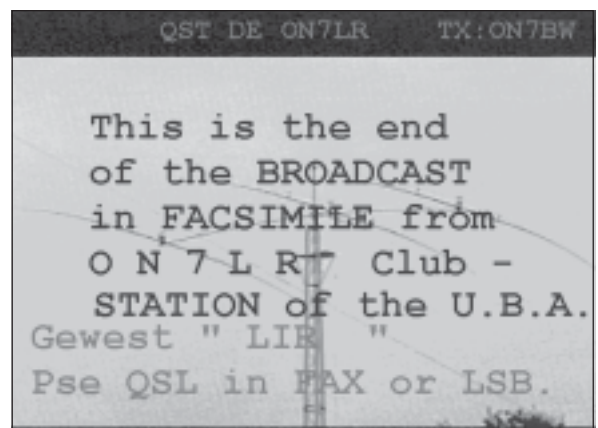 QST DE ON7LR TX:ON7BW
This is the end
of the BROADCAST
in FACSIMILE from
O N 7 L R - Club -
STATION of the U.B.A.
Gewest " LIR "
Pse QSL in FAX or LSB.